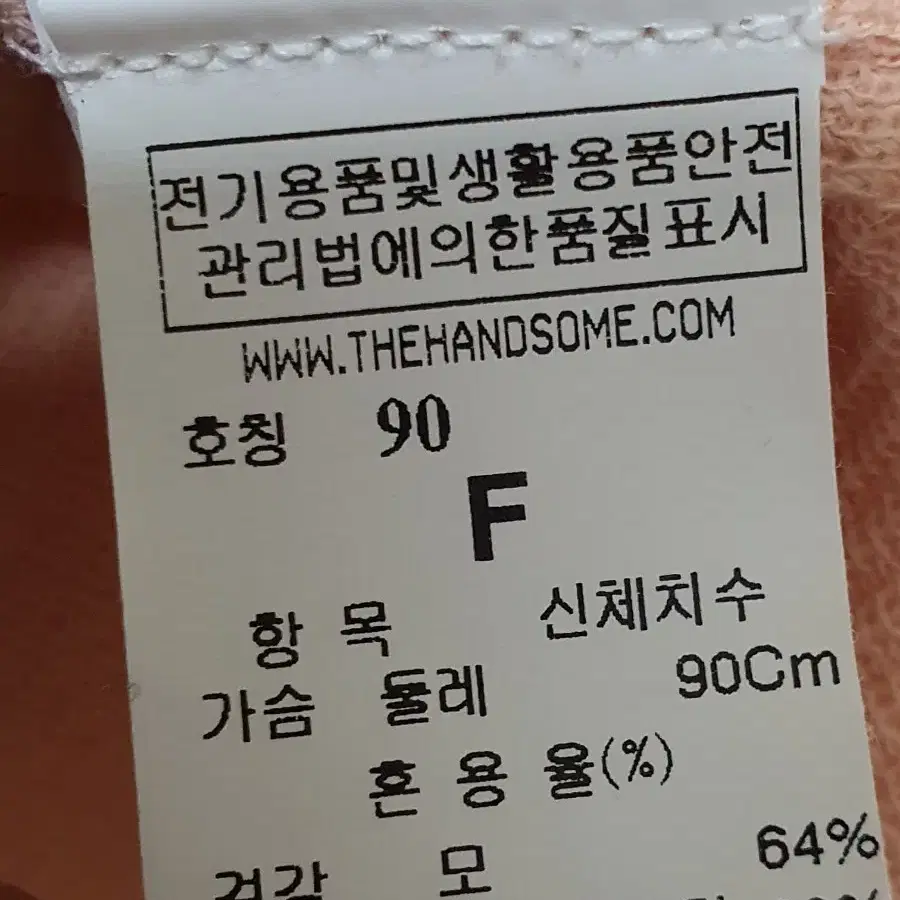 전기용품및생활용품안전
관리법에의한품질표시
WWW.THEHANDSOME.COM
호칭 90
F
항 목 신체치수
가슴 둘레 90Cm
혼 용 율(%)
겉감 모 64%